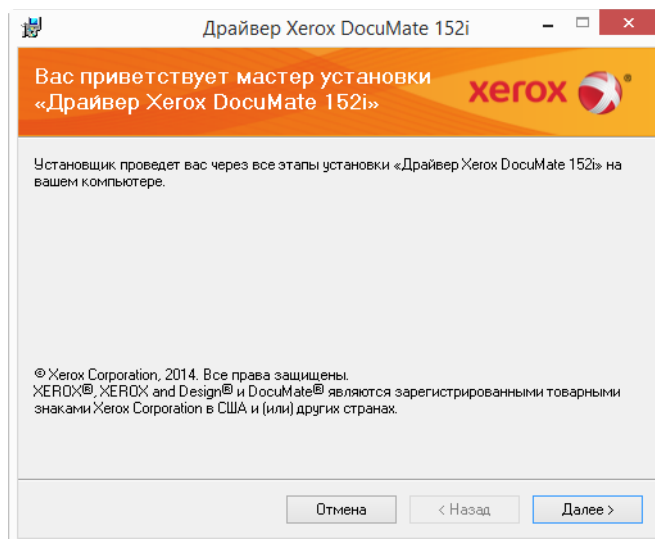 Драйвер Xerox DocuMate 152i
Вас приветствует мастер установки
«Драйвер Xerox DocuMate 152i»
xerox ®
Установщик проведет вас через все этапы установки «Драйвер Xerox DocuMate 152i» на
вашем компьютере.
© Xerox Corporation, 2014. Все права защищены.
XEROX®, XEROX and Design® и DocuMate® являются зарегистрированными товарными
знаками Xerox Corporation в США и (или) других странах.
Отмена
< Назад
Далее >